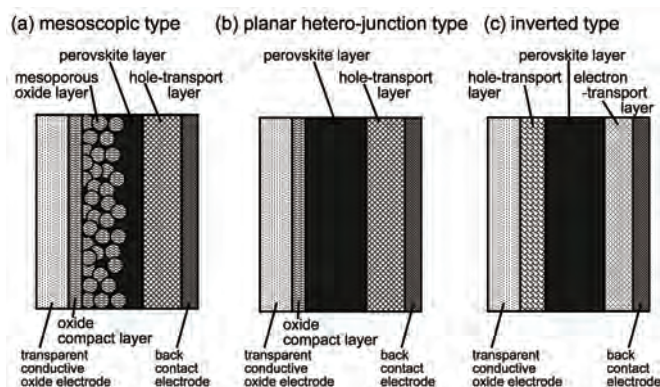 (a) mesoscopic type
perovskite layer
mesoporous
oxide layer
hole-transport
layer
oxide
compact layer
transparent
conductive
oxide electrode
back
contact
electrode
(b) planar hetero-junction type
perovskite layer
hole-transport
layer
oxide
compact layer
transparent
conductive
oxide electrode
back
contact
electrode
(c) inverted type
perovskite layer
hole-transport
layer
electron
-transport
layer
transparent
conductive
oxide electrode
back
contact
electrode